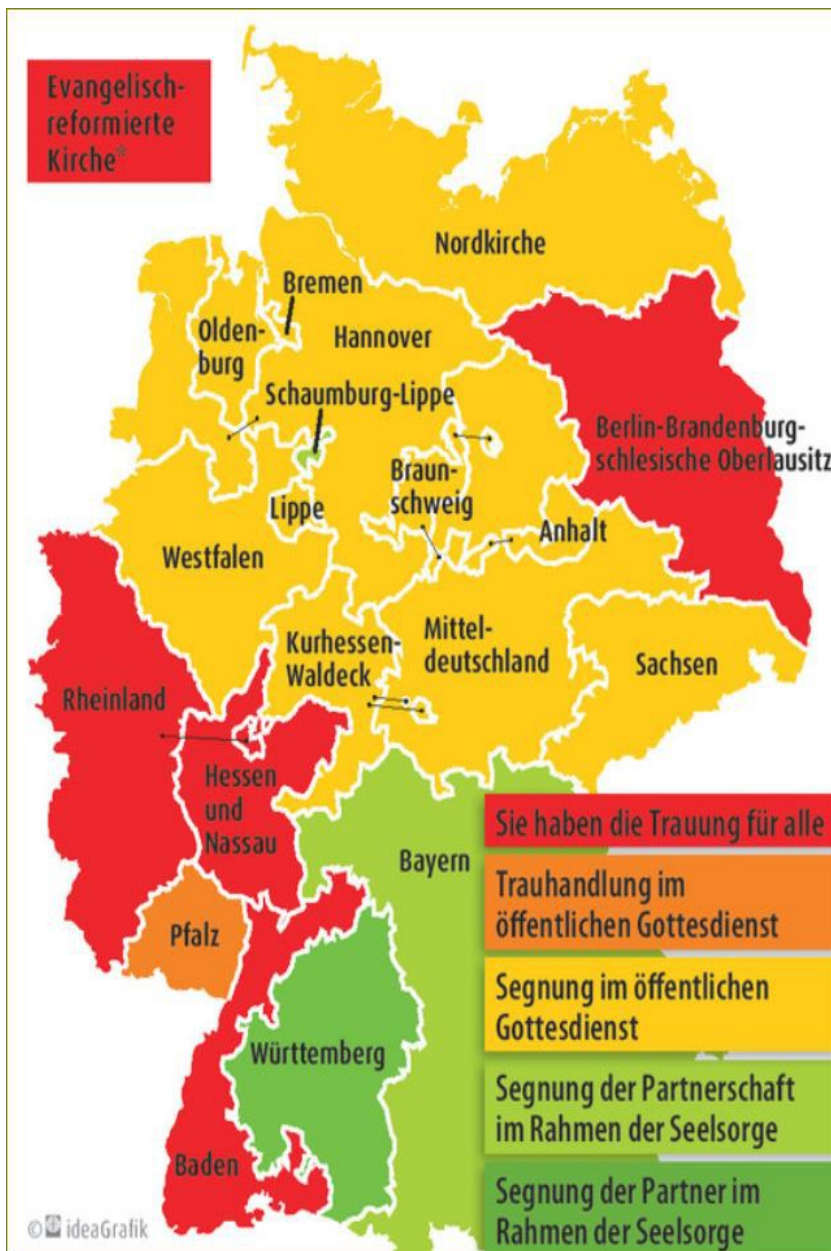 Evangelisch-
reformierte
Kirche*
Nordkirche
Bremen
Olden-
burg
Hannover
Schaumburg-Lippe
Berlin-Brandenburg-
schlesische Oberlausitz
Braun-
schweig
Lippe
Anhalt
Westfalen
Kurhessen-
Waldeck
Mittel-
deutschland
Sachsen
Rheinland
Hessen
und
Nassau
Bayern
Pfalz
Württemberg
Baden
Sie haben die Trauung für alle
Trauhandlung im
öffentlichen Gottesdienst
Segnung im öffentlichen
Gottesdienst
Segnung der Partnerschaft
im Rahmen der Seelsorge
Segnung der Partner im
Rahmen der Seelsorge
© ideaGrafik